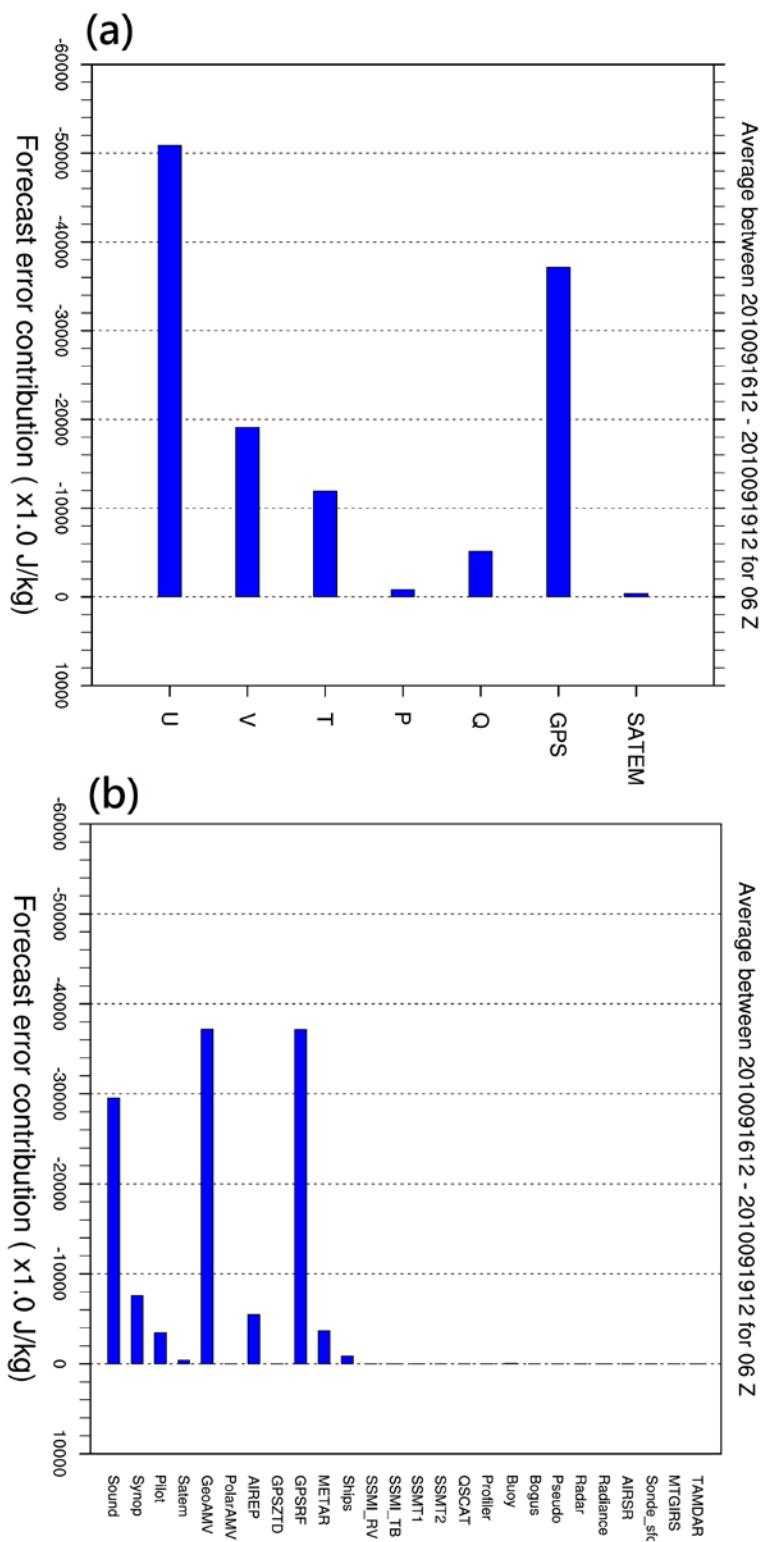 (a)
Average between 2010091612 - 2010091912 for 06 Z
SATEM
GPS
Q
P
T
V
U
-60000
-50000
-40000
-30000
-20000
-10000
0
10000
Forecast error contribution ( x1.0 J/kg)
(b)
Average between 2010091612 - 2010091912 for 06 Z
TAMDAR
MTGIRS
Sonde_sfc
AIRSR
Radiance
Radar
Pseudo
Bogus
Buoy
Profiler
QSCAT
SSMT2
SSMT1
SSMI_TB
SSMI_RV
Ships
METAR
GPSRF
GPSZTD
AIREP
PolarAMV
GeoAMV
Satem
Pilot
Synop
Sound
-60000
-50000
-40000
-30000
-20000
-10000
0
10000
Forecast error contribution ( x1.0 J/kg)